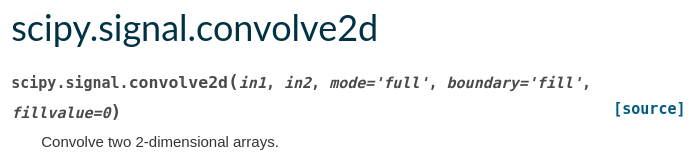 scipy.signal.convolve2d
scipy.signal.convolve2d(in1, in2, mode='full', boundary='fill',
fillvalue=0)
[source]
Convolve two 2-dimensional arrays.